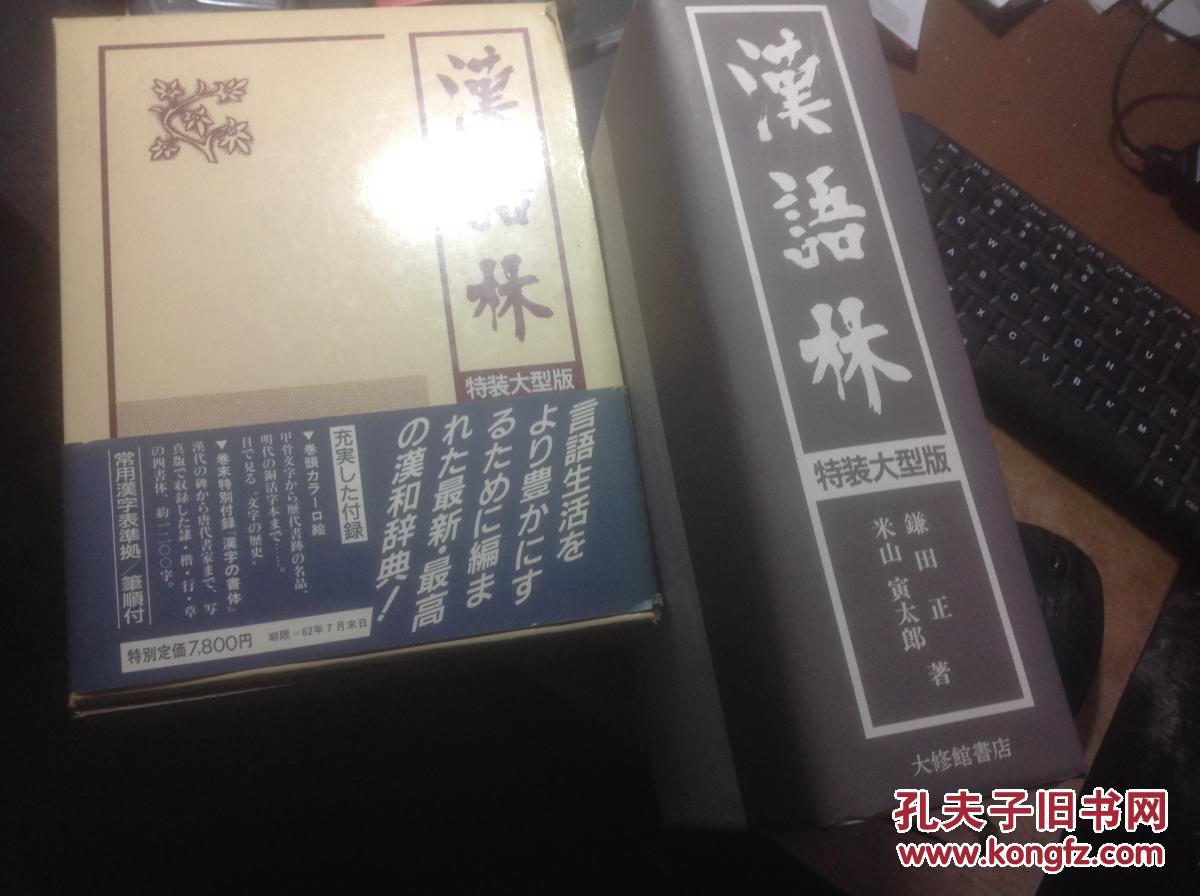 漢語林
特装大型版
言語生活を
より豊かにす
るために編ま
れた最新・最高
の漢和辞典!
充実した付録
▼巻頭カラー口絵
甲骨文字から歴代書跡の名品、
明代の銅活字本まで……。
目で見る“文字の歴史。
▼巻末特別付録『漢字の書体』
漢代の碑から唐代書家まで、写
真版で収録した隷・楷・行・草
の四書体、約一二〇〇字。
常用漢字表準拠/筆順付
特別定価7,800円 期限=62年7月末日
漢語林
特装大型版
鎌田 正
米山寅太郎 著
大修館書店
孔夫子旧书网
www.kongfz.com